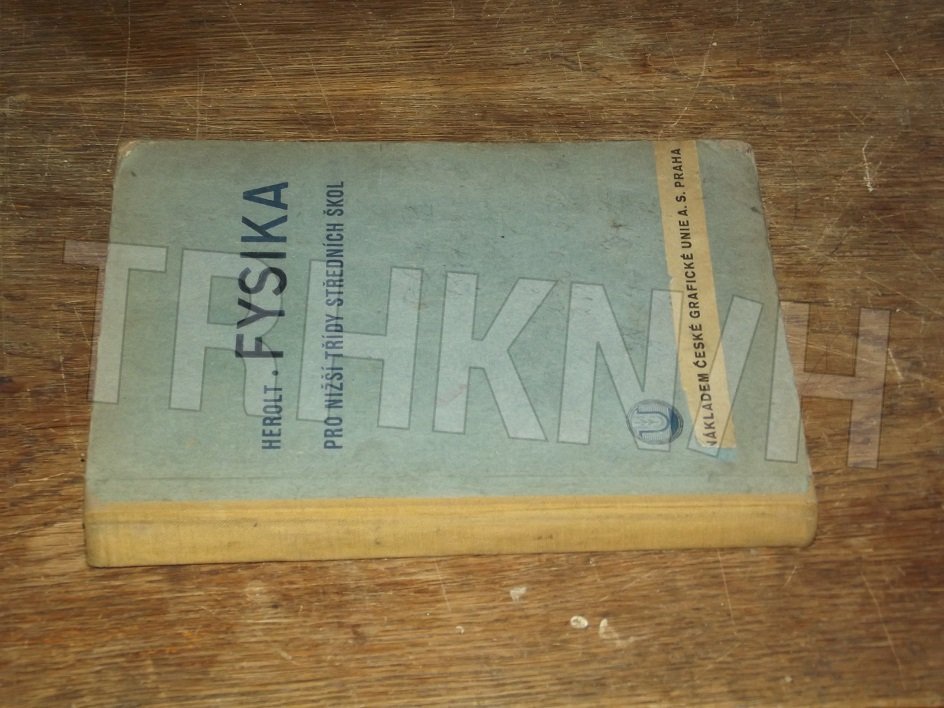 HEROLT · FYSIKA
PRO NIŽŠÍ TŘÍDY STŘEDNÍCH ŠKOL
U
NÁKLADEM ČESKÉ GRAFICKÉ UNIE A. S. PRAHA
TRHKNIH